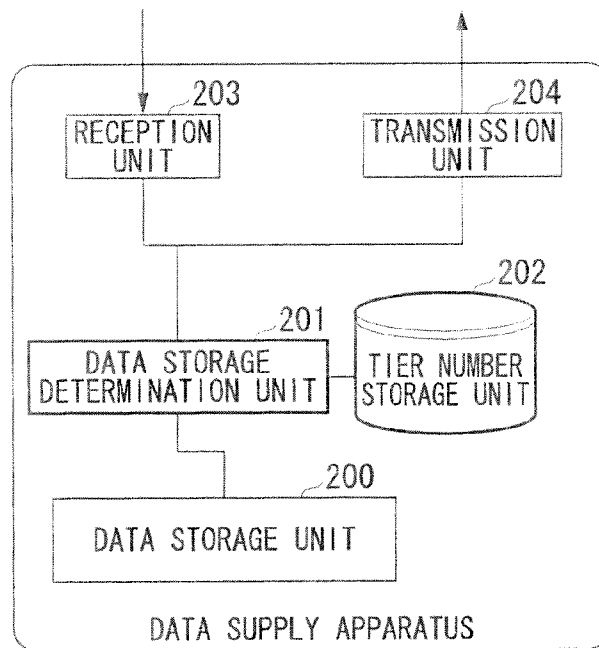 203
RECEPTION
UNIT
204
TRANSMISSION
UNIT
201
DATA STORAGE
DETERMINATION UNIT
202
TIER NUMBER
STORAGE UNIT
200
DATA STORAGE UNIT
DATA SUPPLY APPARATUS